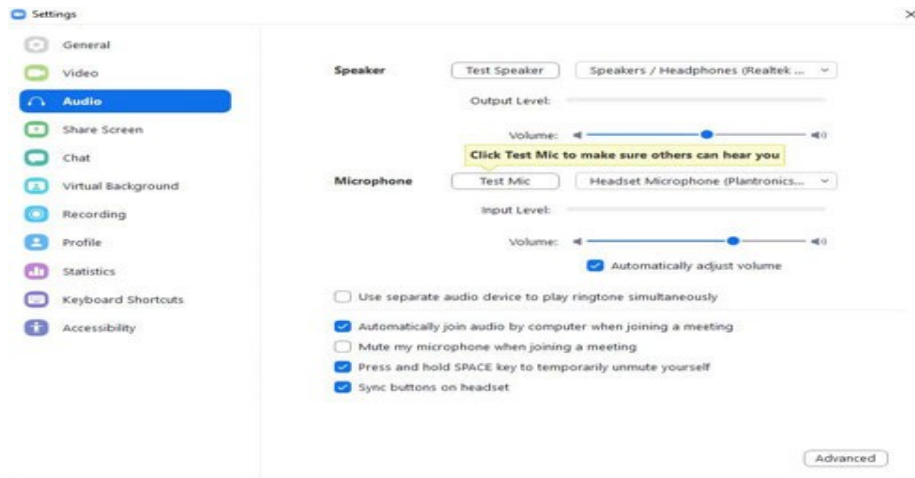 Settings
General
Video
Audio
Share Screen
Chat
Virtual Background
Recording
Profile
Statistics
Keyboard Shortcuts
Accessibility
Speaker
Test Speaker
Speakers / Headphones (Realtek ...
Output Level:
Volume:
Click Test Mic to make sure others can hear you
Microphone
Test Mic
Headset Microphone (Plantronics...
Input Level:
Volume:
Automatically adjust volume
Use separate audio device to play ringtone simultaneously
Automatically join audio by computer when joining a meeting
Mute my microphone when joining a meeting
Press and hold SPACE key to temporarily unmute yourself
Sync buttons on headset
Advanced